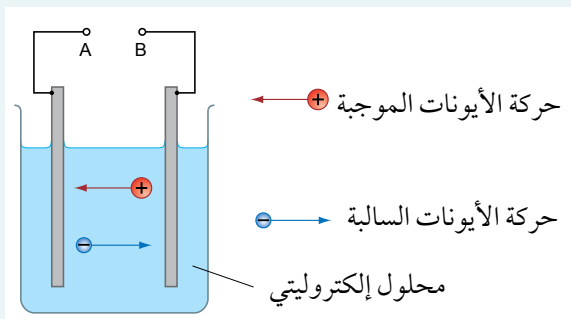 A B
حركة الأيونات الموجبة
+
+
حركة الأيونات السالبة
−
−
محلول إلكتروليتي